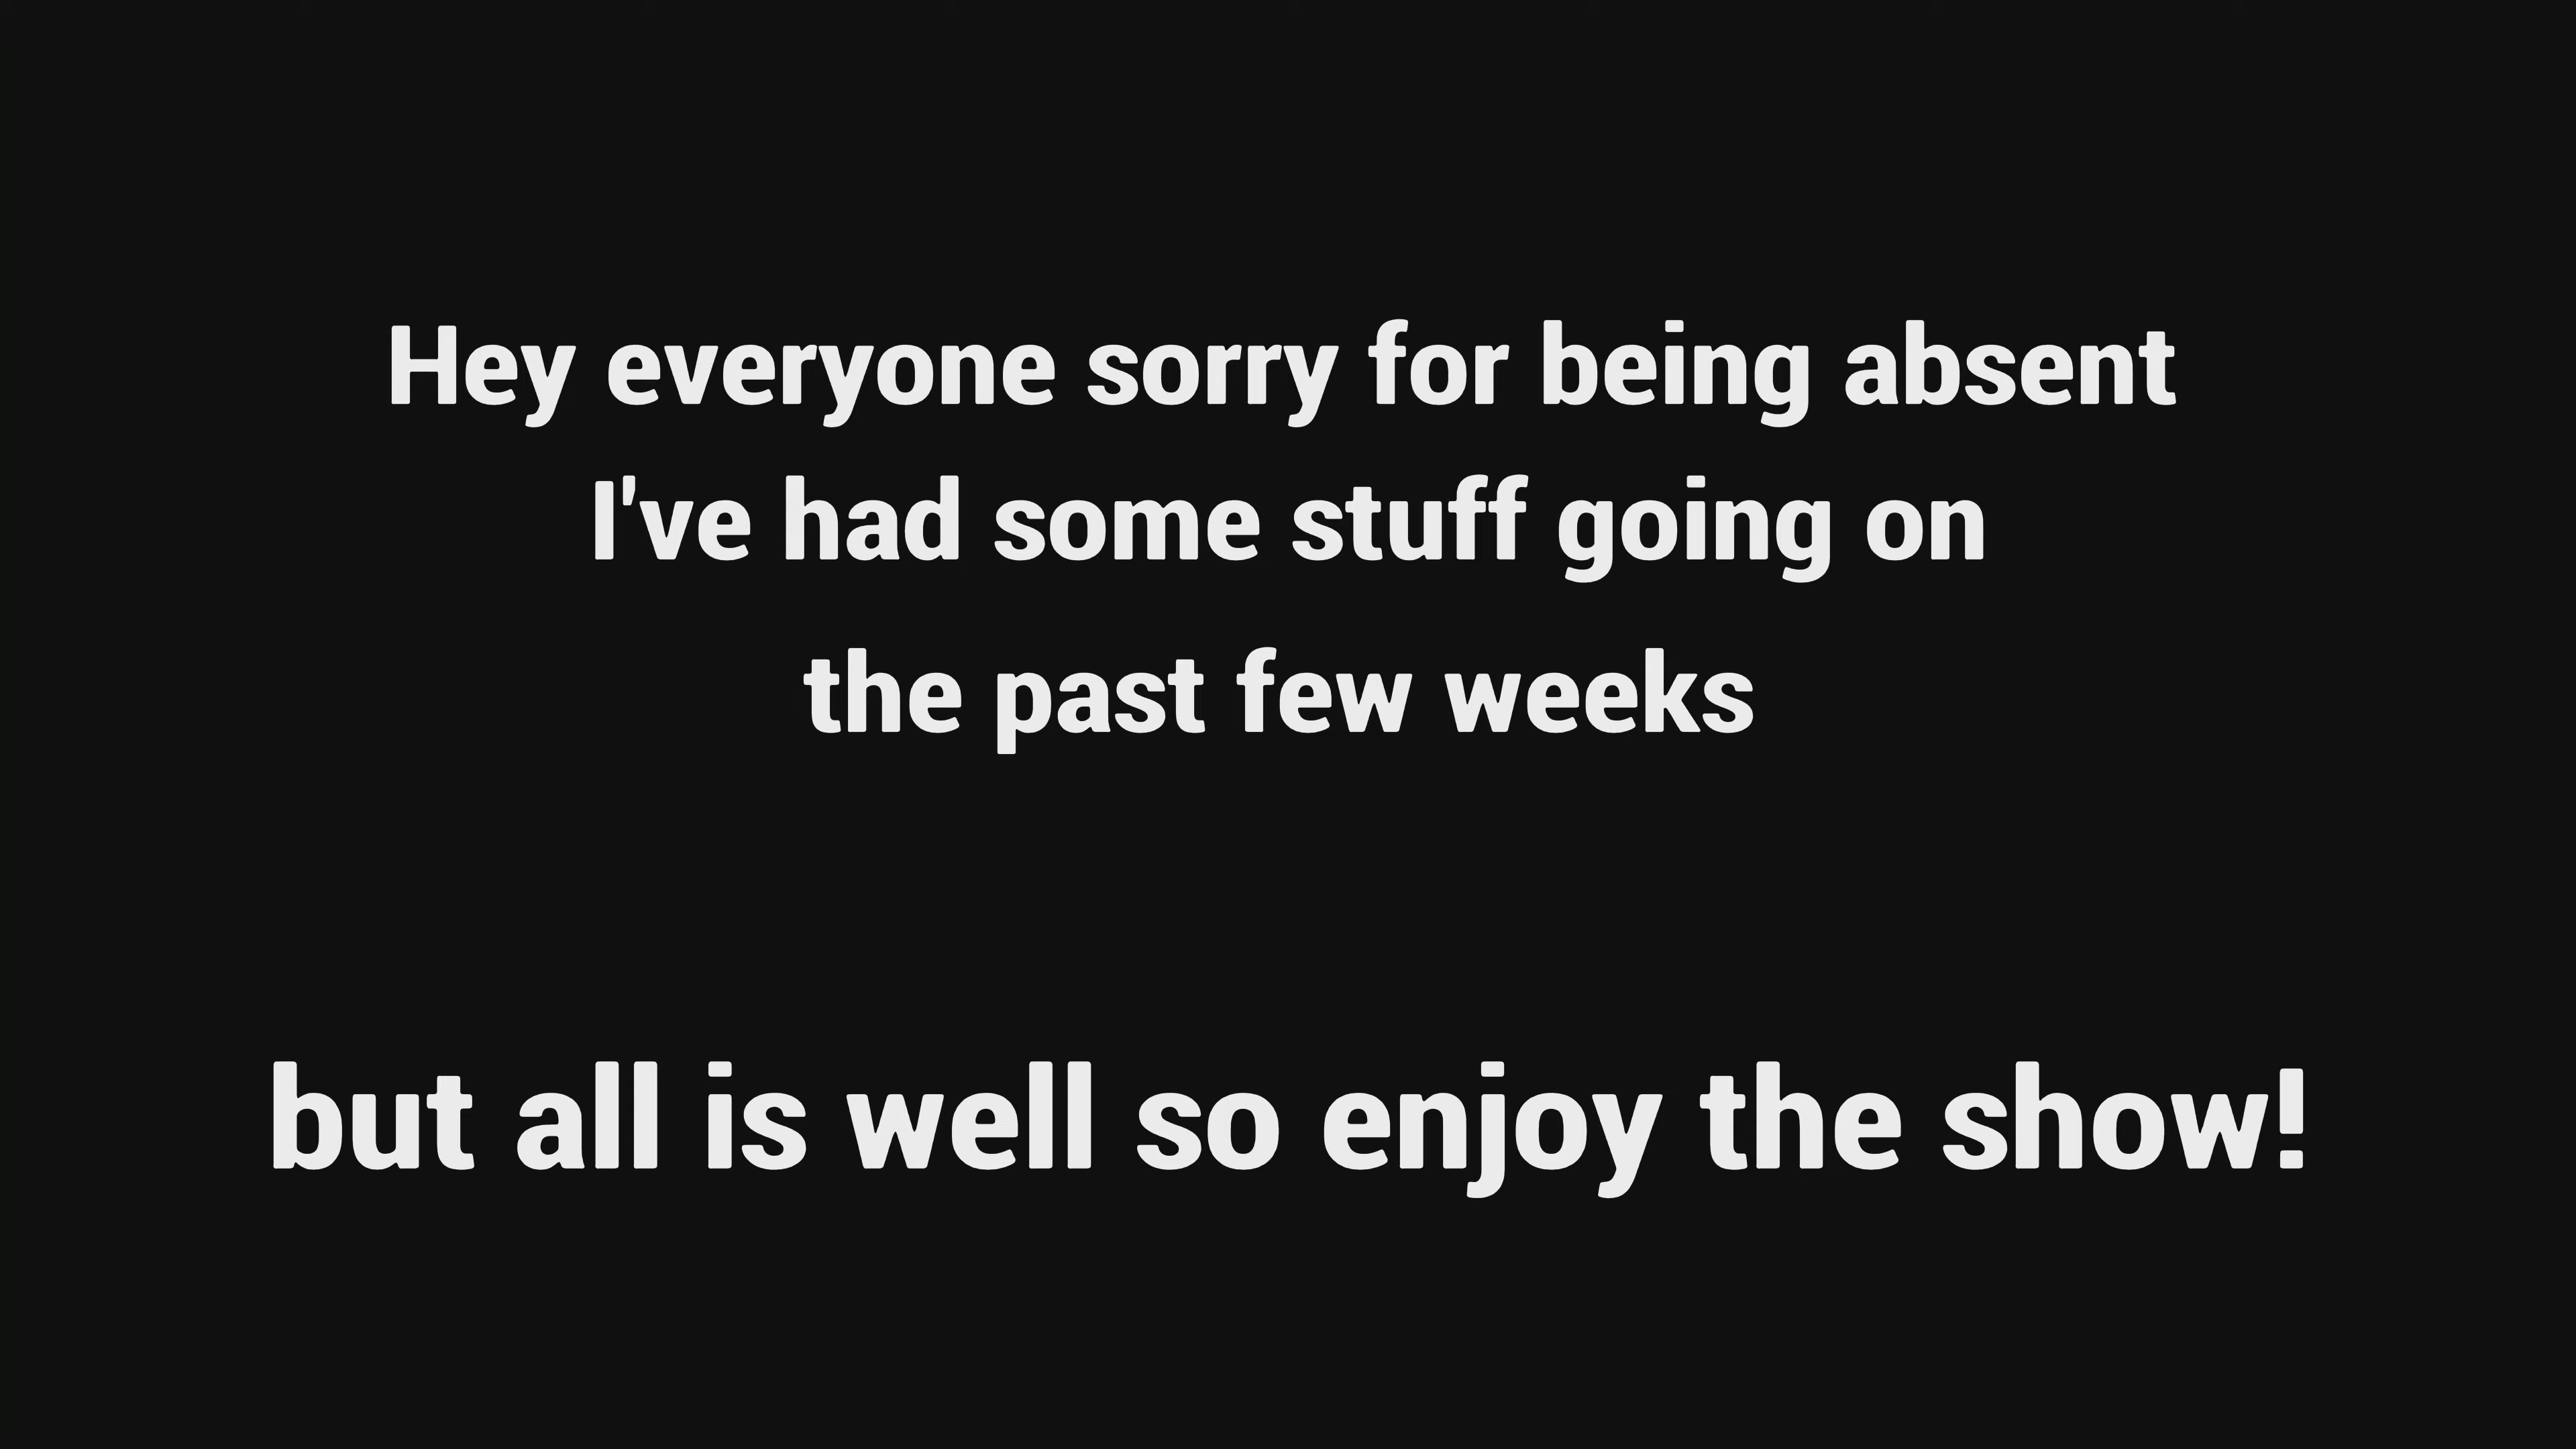 Hey everyone sorry for being absent
I've had some stuff going on
the past few weeks
but all is well so enjoy the show!